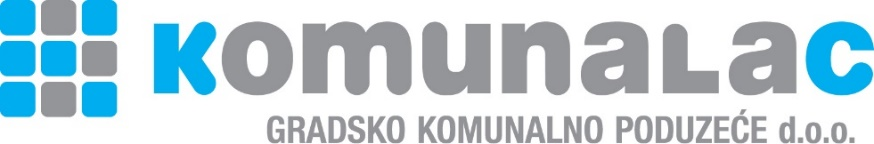 komunalac
GRADSKO KOMUNALNO PODUZEĆE d.o.o.